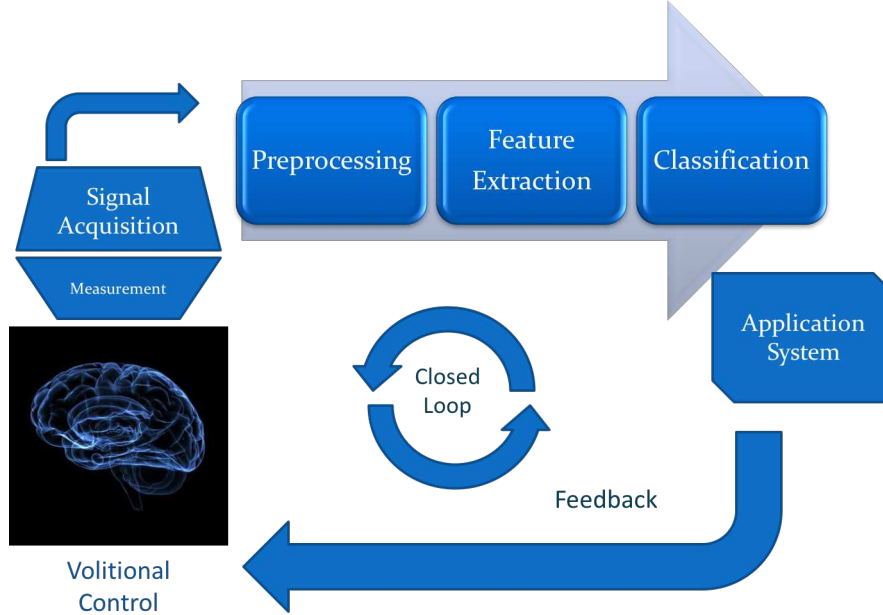 Preprocessing
Feature
Extraction
Classification
Signal
Acquisition
Measurement
Application
System
Closed
Loop
Feedback
Volitional
Control